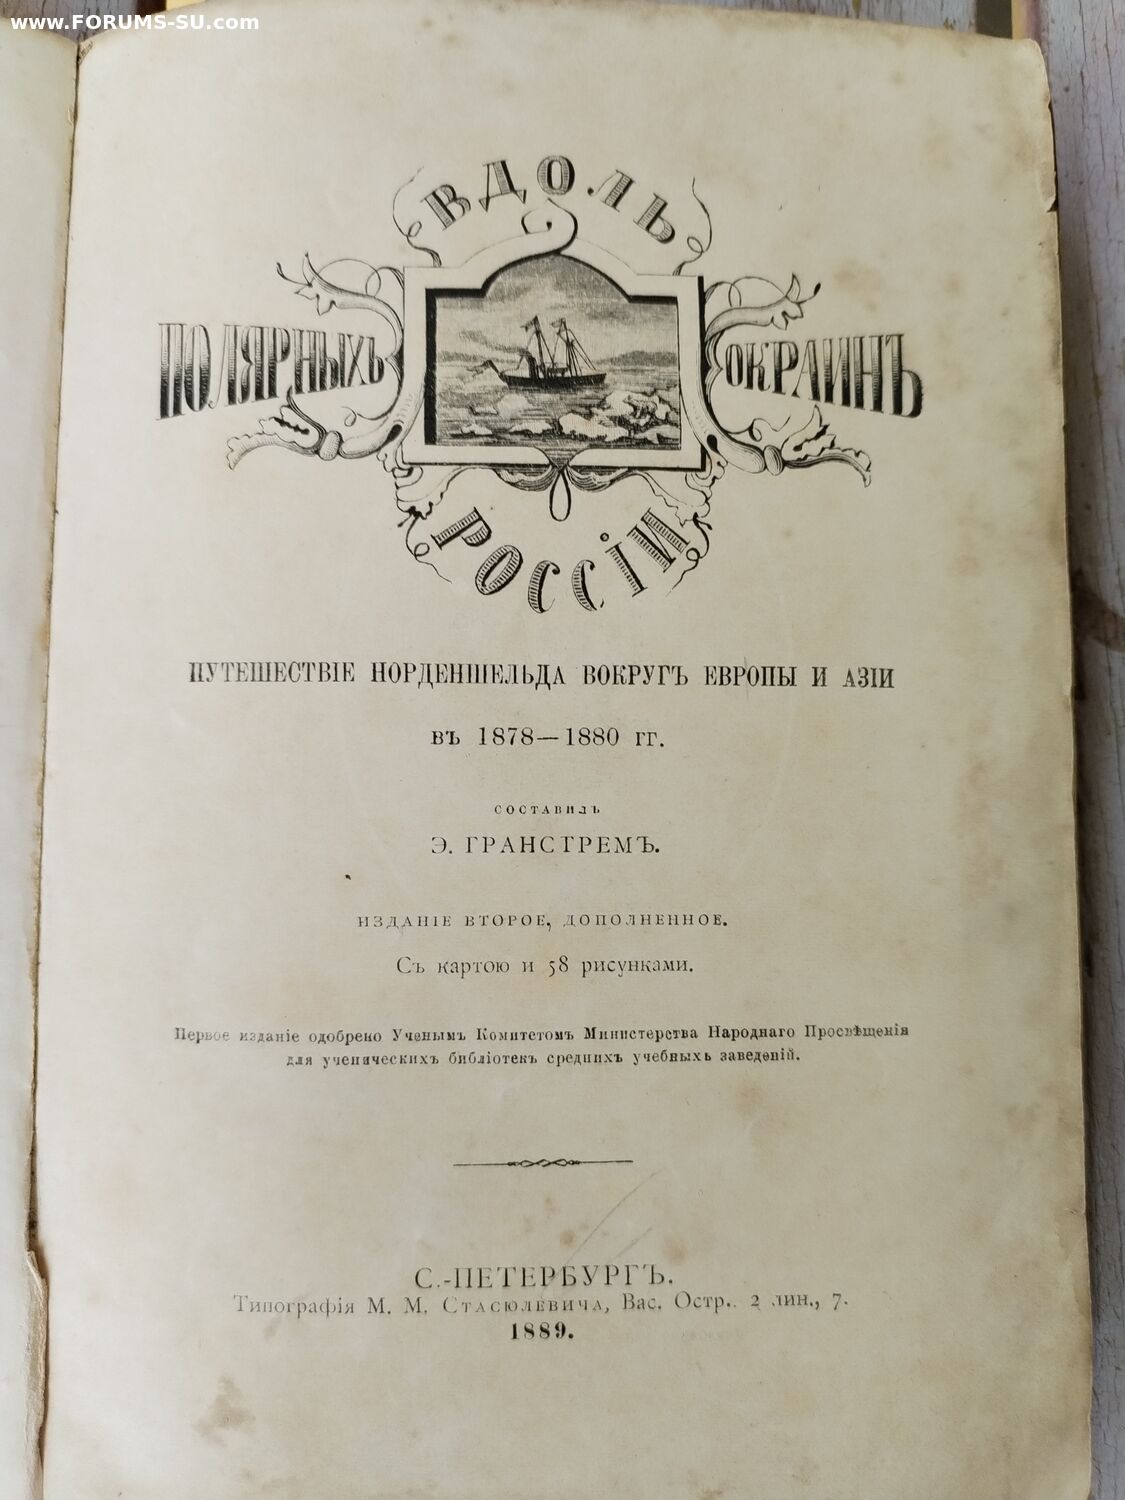 www.FORUMS-SU.com
ВДОЛЬ
ПОЛЯРНЫХЪ ОКРАИНЪ
РОССІИ
ПУТЕШЕСТВІЕ НОРДЕНШЕЛЬДА ВОКРУГЪ ЕВРОПЫ И АЗІИ
въ 1878—1880 гг.
СОСТАВИЛЪ
Э. ГРАНСТРЕМЪ.
ИЗДАНІЕ ВТОРОЕ, ДОПОЛНЕННОЕ.
Съ картою и 58 рисунками.
Первое изданіе одобрено Ученымъ Комитетомъ Министерства Народнаго Просвѣщенія
для ученическихъ библіотекъ среднихъ учебныхъ заведеній.
С.-ПЕТЕРБУРГЪ.
Типографія М. М. Стасюлевича, Вас. Остр.. 2 лин., 7.
1889.